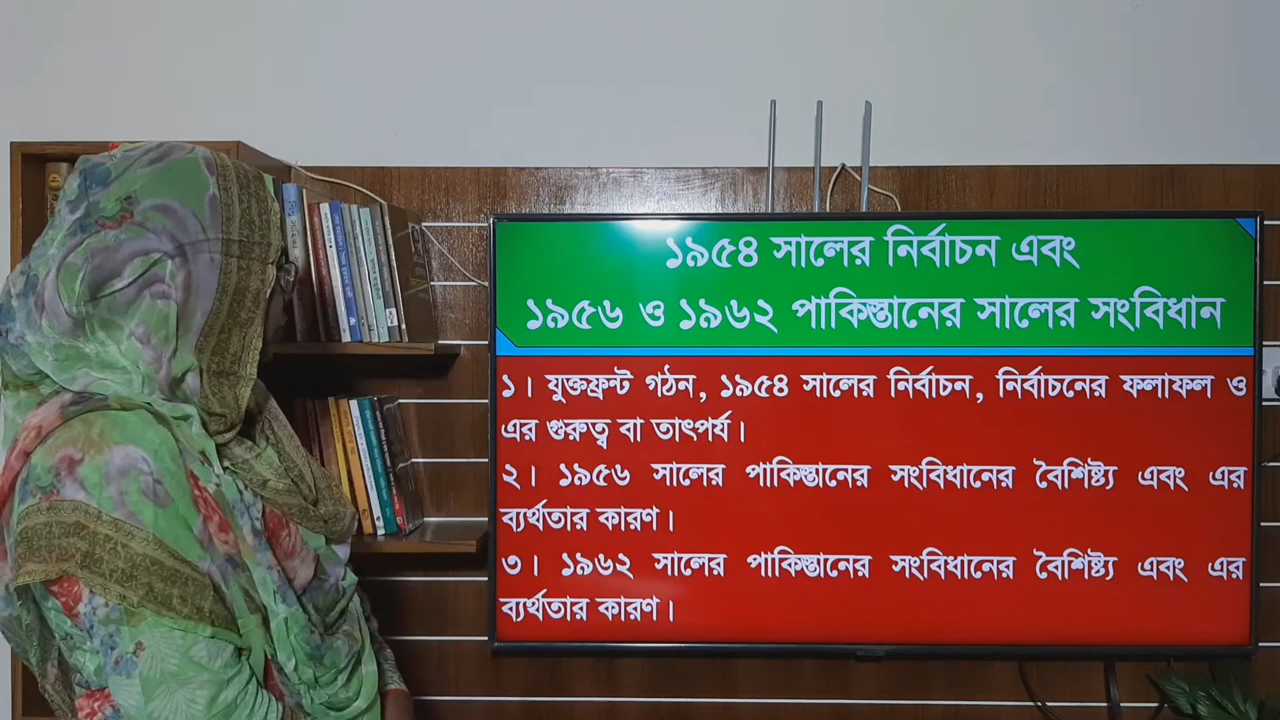 ১৯৫৪ সালের নির্বাচন এবং
১৯৫৬ ও ১৯৬২ পাকিস্তানের সালের সংবিধান
১। যুক্তফ্রন্ট গঠন, ১৯৫৪ সালের নির্বাচন, নির্বাচনের ফলাফল ও
এর গুরুত্ব বা তাৎপর্য।
২। ১৯৫৬ সালের পাকিস্তানের সংবিধানের বৈশিষ্ট্য এবং এর
ব্যর্থতার কারণ।
৩। ১৯৬২ সালের পাকিস্তানের সংবিধানের বৈশিষ্ট্য এবং এর
ব্যর্থতার কারণ।